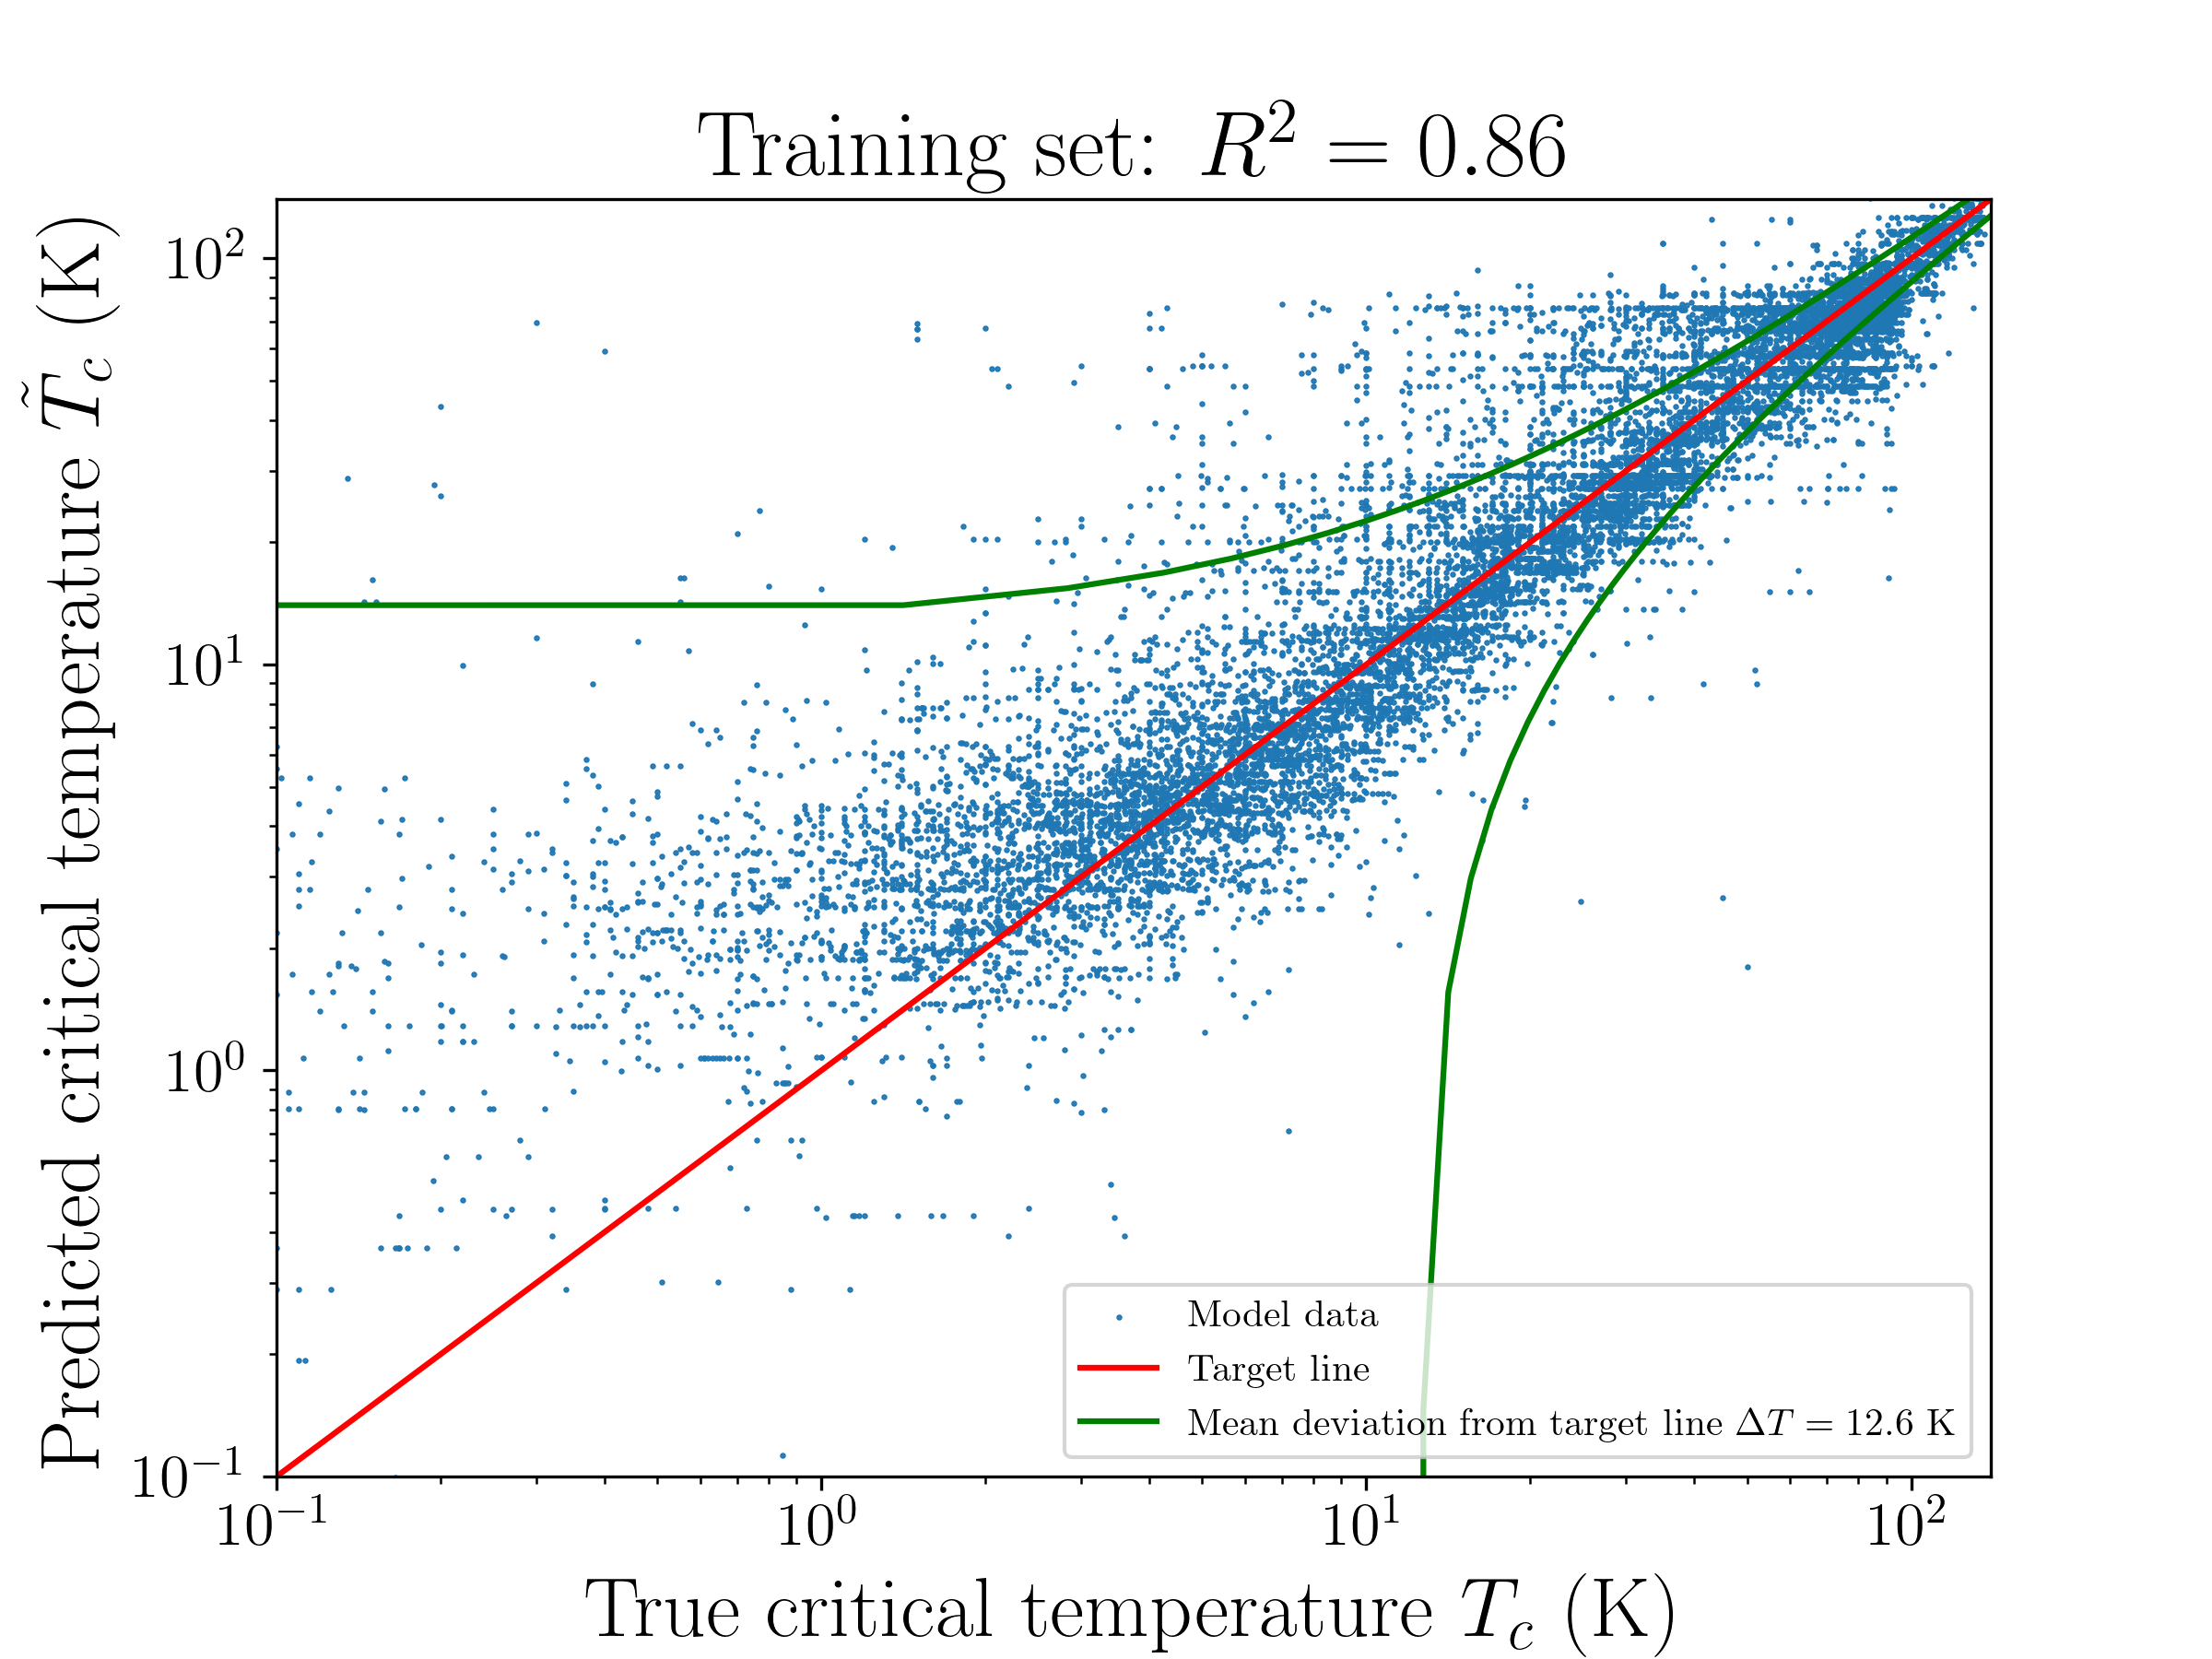 Training set: R² = 0.86
Predicted critical temperature T̃c (K)
10²
10¹
10⁰
10⁻¹
10⁻¹
10⁰
10¹
10²
True critical temperature Tc (K)
Model data
Target line
Mean deviation from target line ΔT = 12.6 K